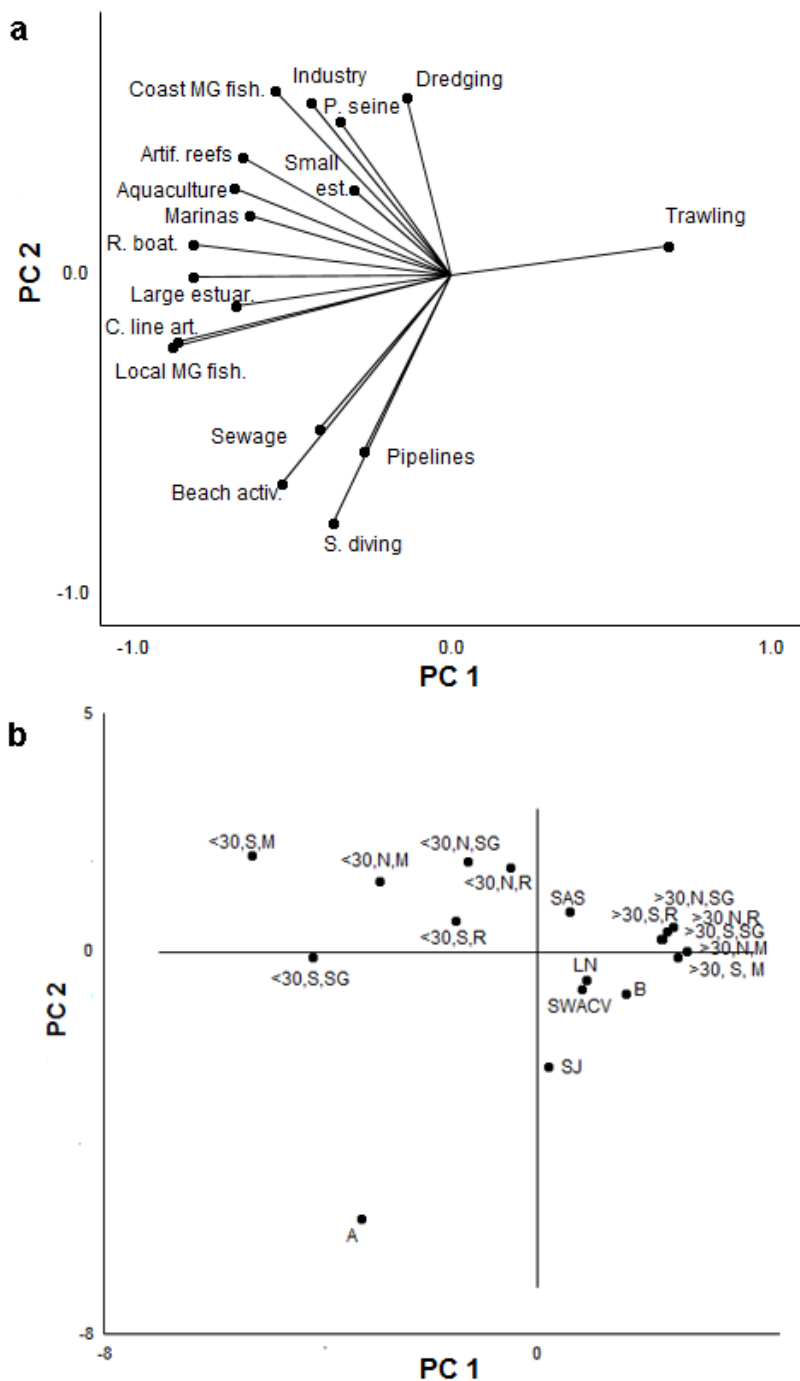 a
Coast MG fish.
Industry
Dredging
P. seine
Artif. reefs
Small
est.
Aquaculture
Marinas
Trawling
R. boat.
PC 2
0.0
Large estuar.
C. line art.
Local MG fish.
Sewage
Pipelines
Beach activ.
S. diving
-1.0
-1.0
0.0
1.0
PC 1
b
5
<30,S,M
<30,N,M
<30,N,SG
<30,N,R
SAS
>30,N,SG
>30,S,R
>30,N,R
>30,S,SG
<30,S,R
0
>30,N,M
<30,S,SG
LN
>30, S, M
PC 2
SWACV
B
SJ
A
-8
-8
0
PC 1